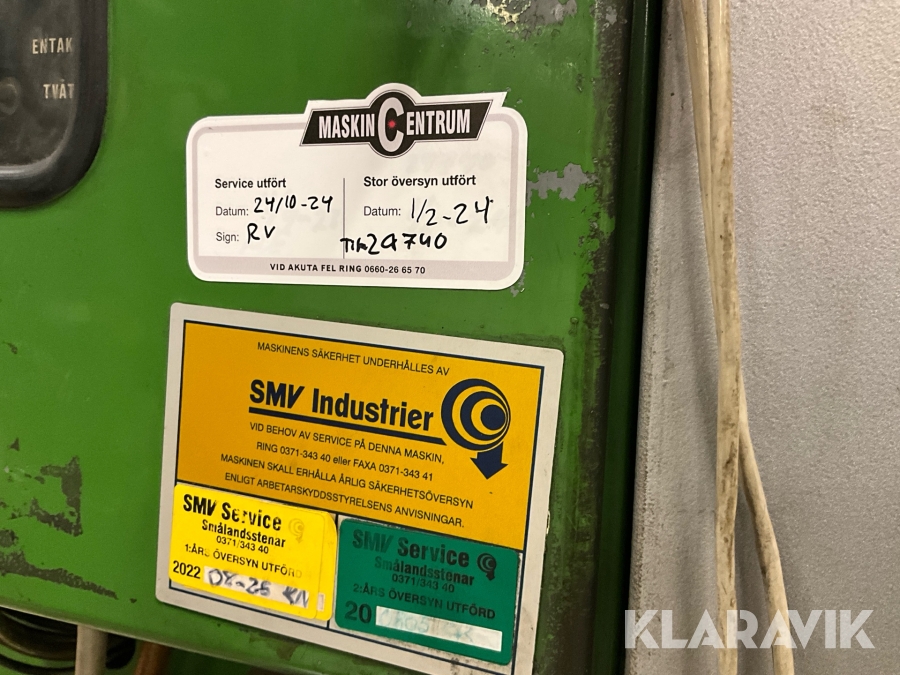 ENTAK
TVÄT
MASKINCENTRUM
Service utfört
Datum: 24/10-24
Sign: RV
Stor översyn utfört
Datum: 1/2-24
29740
VID AKUTA FEL RING 0660-26 65 70
MASKINENS SÄKERHET UNDERHÅLLES AV
SMV Industrier
VID BEHOV AV SERVICE PÅ DENNA MASKIN,
RING 0371-343 40 eller FAXA 0371-343 41
MASKINEN SKALL ERHÅLLA ÅRLIG SÄKERHETSÖVERSYN
ENLIGT ARBETARSKYDDSSTYRELSENS ANVISNINGAR.
SMV Service
Smålandsstenar
0371/343 40
1:ÅRS ÖVERSYN UTFÖRD
2022 08-25
SMV Service
Smålandsstenar
0371/343 40
2:ÅRS ÖVERSYN UTFÖRD
20
KLARAVIK